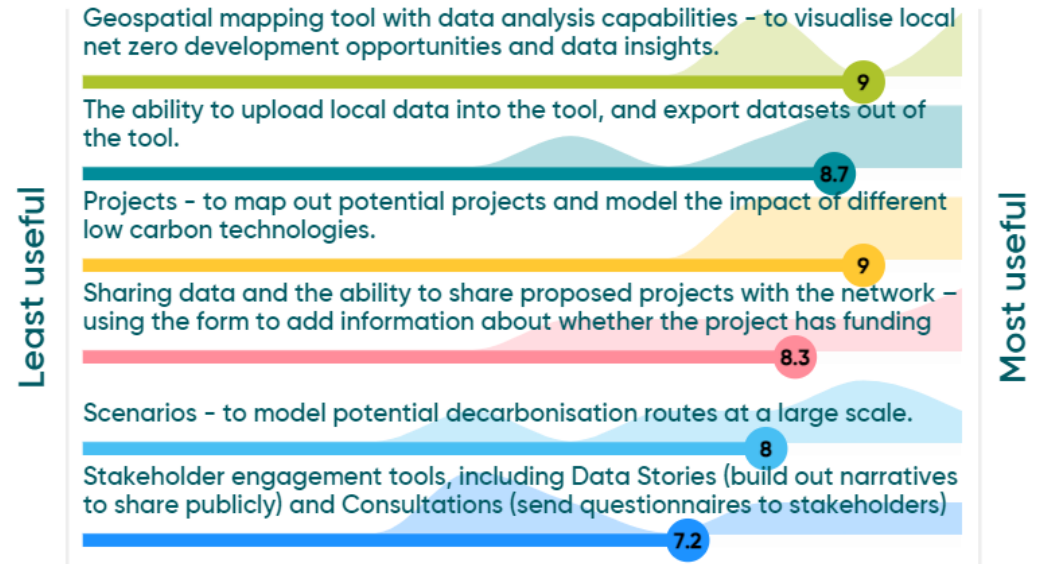 Geospatial mapping tool with data analysis capabilities - to visualise local
net zero development opportunities and data insights.
9
The ability to upload local data into the tool, and export datasets out of
the tool.
8.7
Projects - to map out potential projects and model the impact of different
low carbon technologies.
9
Sharing data and the ability to share proposed projects with the network –
using the form to add information about whether the project has funding
8.3
Scenarios - to model potential decarbonisation routes at a large scale.
8
Stakeholder engagement tools, including Data Stories (build out narratives
to share publicly) and Consultations (send questionnaires to stakeholders)
7.2
Least useful
Most useful